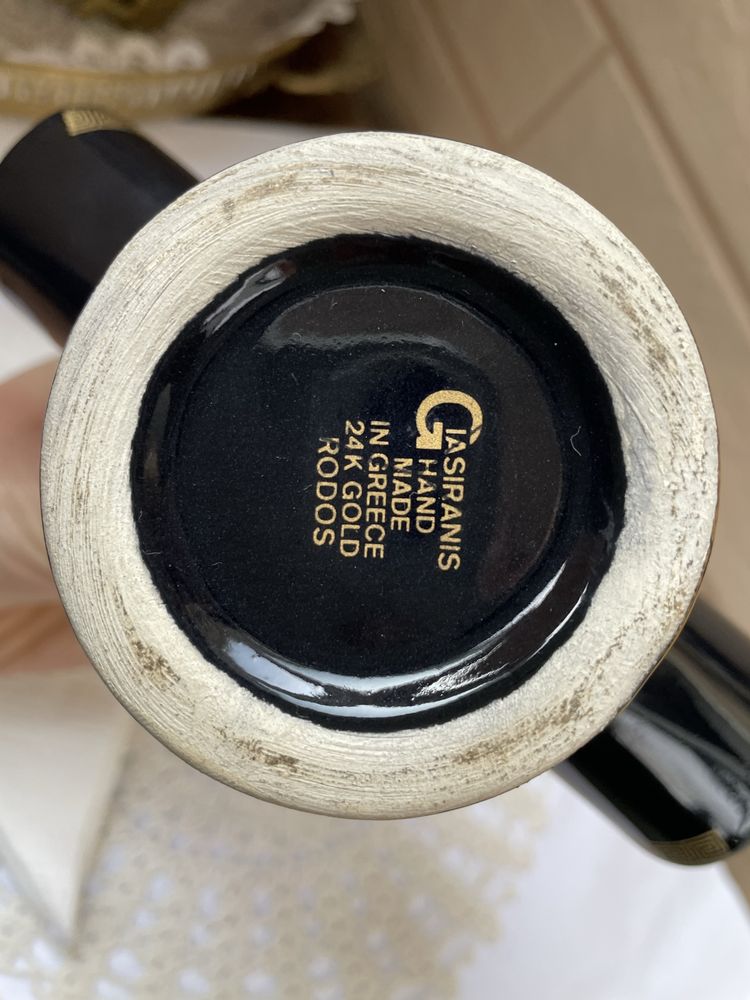 GIASIRANIS
HAND
MADE
IN GREECE
24K GOLD
RODOS